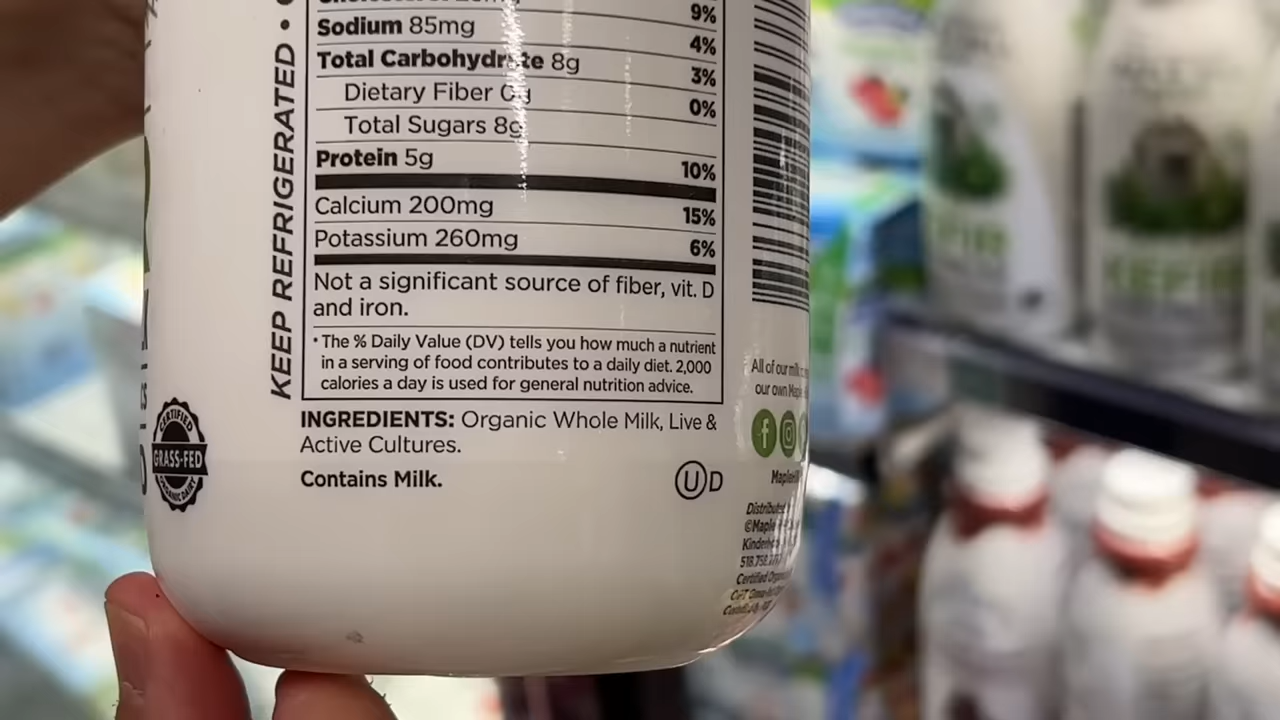 KEEP REFRIGERATED •
9%
Sodium 85mg 4%
Total Carbohydrate 8g 3%
Dietary Fiber 0g 0%
Total Sugars 8g
Protein 5g 10%
Calcium 200mg 15%
Potassium 260mg 6%
Not a significant source of fiber, vit. D
and iron.
* The % Daily Value (DV) tells you how much a nutrient
in a serving of food contributes to a daily diet. 2,000
calories a day is used for general nutrition advice.
INGREDIENTS: Organic Whole Milk, Live &
Active Cultures.
Contains Milk.
U D
CERTIFIED
GRASS-FED
ORGANIC DAIRY
All of our milk
our own
f
Distributed
©Maple
Certified
KEFIR